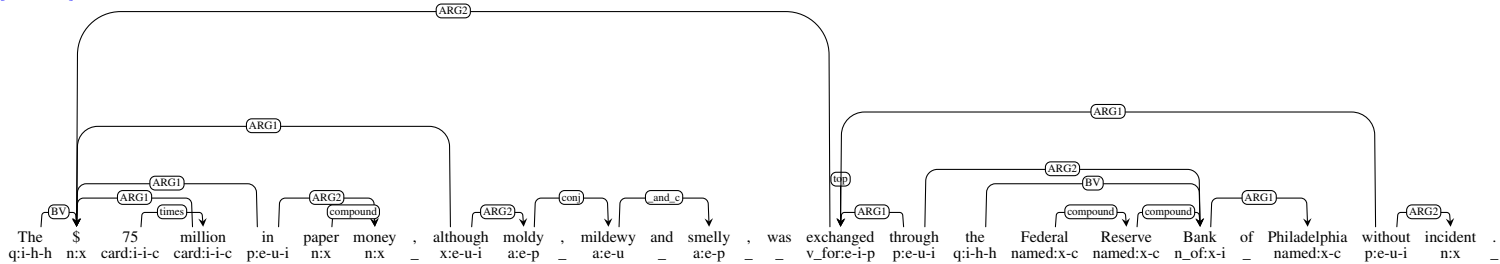 ARG2
ARG1 ARG1
top
ARG1 ARG2
BV
BV ARG1 times ARG2 compound ARG2 conj _and_c ARG1 compound compound ARG1 ARG2
The $ 75 million in paper money , although moldy , mildewy and smelly , was exchanged through the Federal Reserve Bank of Philadelphia without incident .
q:i-h-h n:x card:i-i-c card:i-i-c p:e-u-i n:x n:x _ x:e-u-i a:e-p _ a:e-u _ a:e-p _ _ v_for:e-i-p p:e-u-i q:i-h-h named:x-c named:x-c n_of:x-i _ named:x-c p:e-u-i n:x _